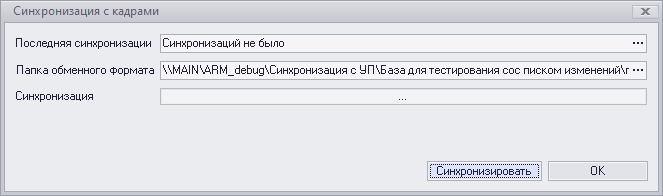 Синхронизация с кадрами
Последняя синхронизации Синхронизаций не было ...
Папка обменного формата \\MAIN\ARM_debug\Синхронизация с УП\База для тестирования сос писком изменений\r ...
Синхронизация ...
Синхронизировать OK